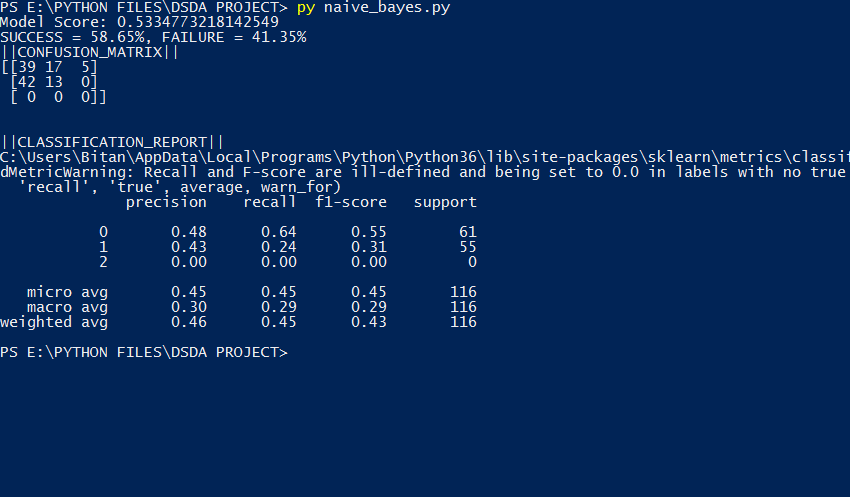 PS E:\PYTHON FILES\DSDA PROJECT> py naive_bayes.py
Model Score: 0.5334773218142549
SUCCESS = 58.65%, FAILURE = 41.35%
||CONFUSION_MATRIX||
[[39 17  5]
 [42 13  0]
 [ 0  0  0]]
||CLASSIFICATION_REPORT||
C:\Users\Bitan\AppData\Local\Programs\Python\Python36\lib\site-packages\sklearn\metrics\classif
dMetricWarning: Recall and F-score are ill-defined and being set to 0.0 in labels with no true
  'recall', 'true', average, warn_for)
              precision    recall  f1-score   support
           0       0.48      0.64      0.55        61
           1       0.43      0.24      0.31        55
           2       0.00      0.00      0.00         0
   micro avg       0.45      0.45      0.45       116
   macro avg       0.30      0.29      0.29       116
weighted avg       0.46      0.45      0.43       116
PS E:\PYTHON FILES\DSDA PROJECT>